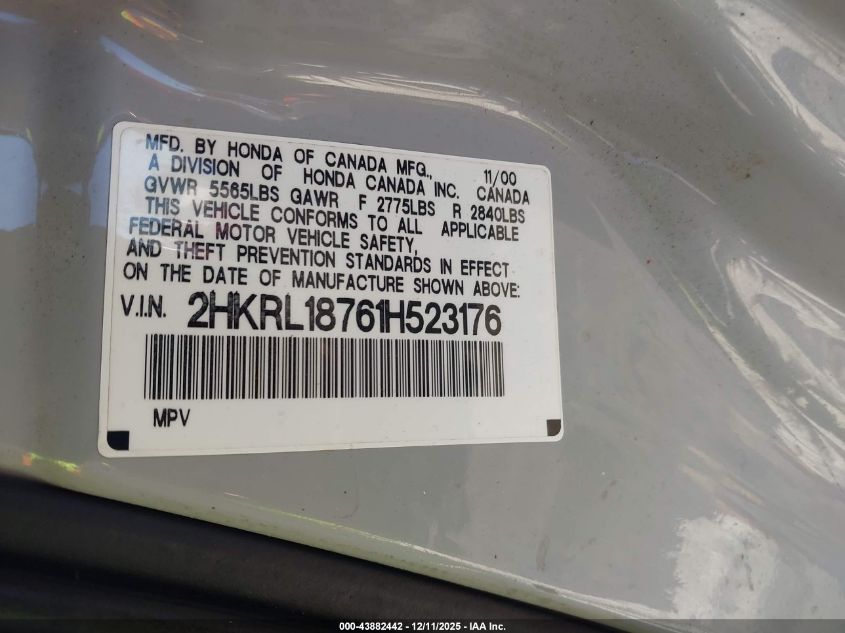 MFD. BY HONDA OF CANADA MFG., 11/00
A DIVISION OF HONDA CANADA INC. CANADA
GVWR 5565LBS GAWR F 2775LBS R 2840LBS
THIS VEHICLE CONFORMS TO ALL APPLICABLE
FEDERAL MOTOR VEHICLE SAFETY,
AND THEFT PREVENTION STANDARDS IN EFFECT
ON THE DATE OF MANUFACTURE SHOWN ABOVE:
V.I.N. 2HKRL18761H523176
MPV
000-43882442 - 12/11/2025 - IAA Inc.